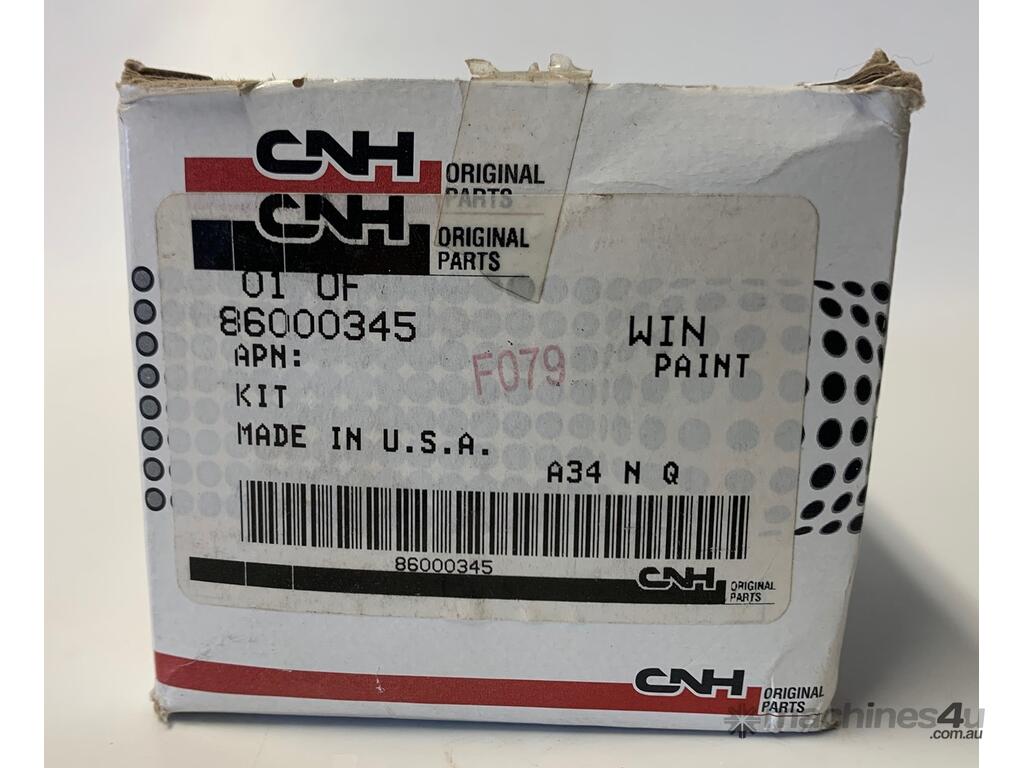 CNH ORIGINAL
PARTS
CNH ORIGINAL
PARTS
01 OF
86000345 WIN
APN: F079 PAINT
KIT
MADE IN U.S.A.
A34 N Q
86000345
CNH ORIGINAL
PARTS
CNH ORIGINAL
PARTS
machines4u
.com.au